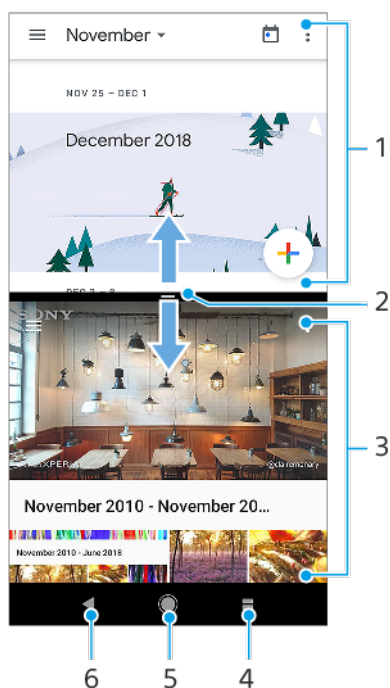 November
NOV 25 – DEC 1
December 2018
1
2
SONY
3
@clairemonary
November 2010 - November 20...
November 2010 - June 2018
6
5
4